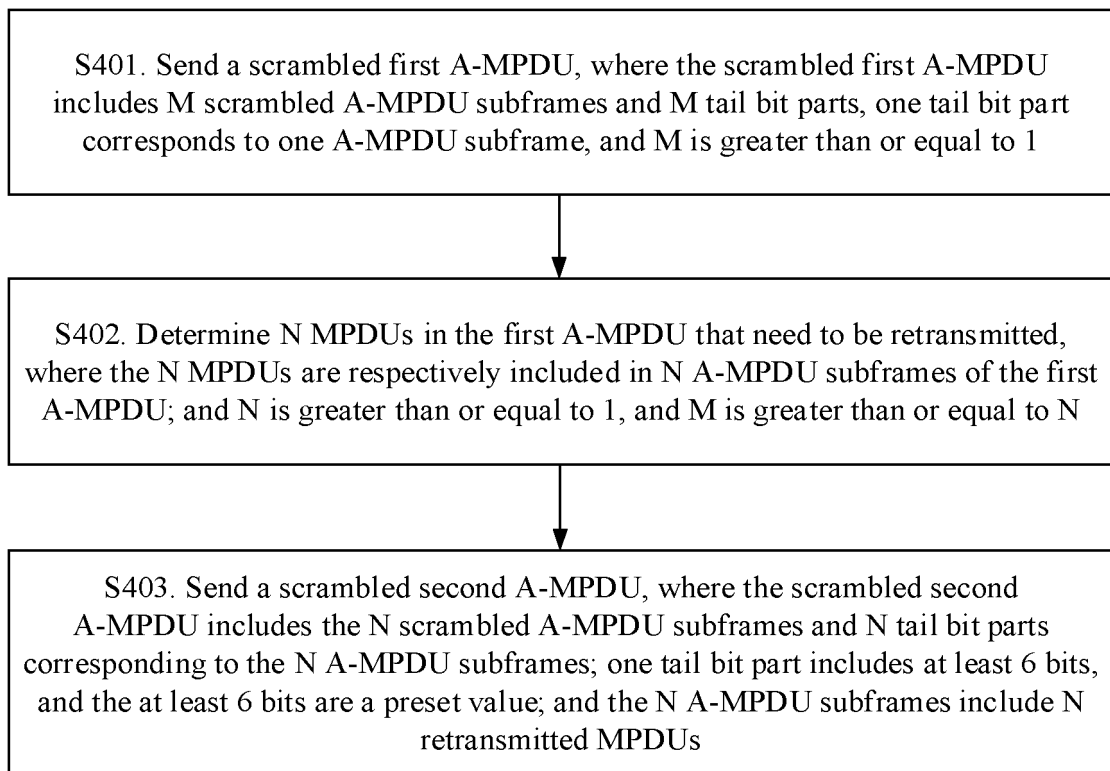 S401. Send a scrambled first A-MPDU, where the scrambled first A-MPDU
includes M scrambled A-MPDU subframes and M tail bit parts, one tail bit part
corresponds to one A-MPDU subframe, and M is greater than or equal to 1
S402. Determine N MPDUs in the first A-MPDU that need to be retransmitted,
where the N MPDUs are respectively included in N A-MPDU subframes of the first
A-MPDU; and N is greater than or equal to 1, and M is greater than or equal to N
S403. Send a scrambled second A-MPDU, where the scrambled second
A-MPDU includes the N scrambled A-MPDU subframes and N tail bit parts
corresponding to the N A-MPDU subframes; one tail bit part includes at least 6 bits,
and the at least 6 bits are a preset value; and the N A-MPDU subframes include N
retransmitted MPDUs